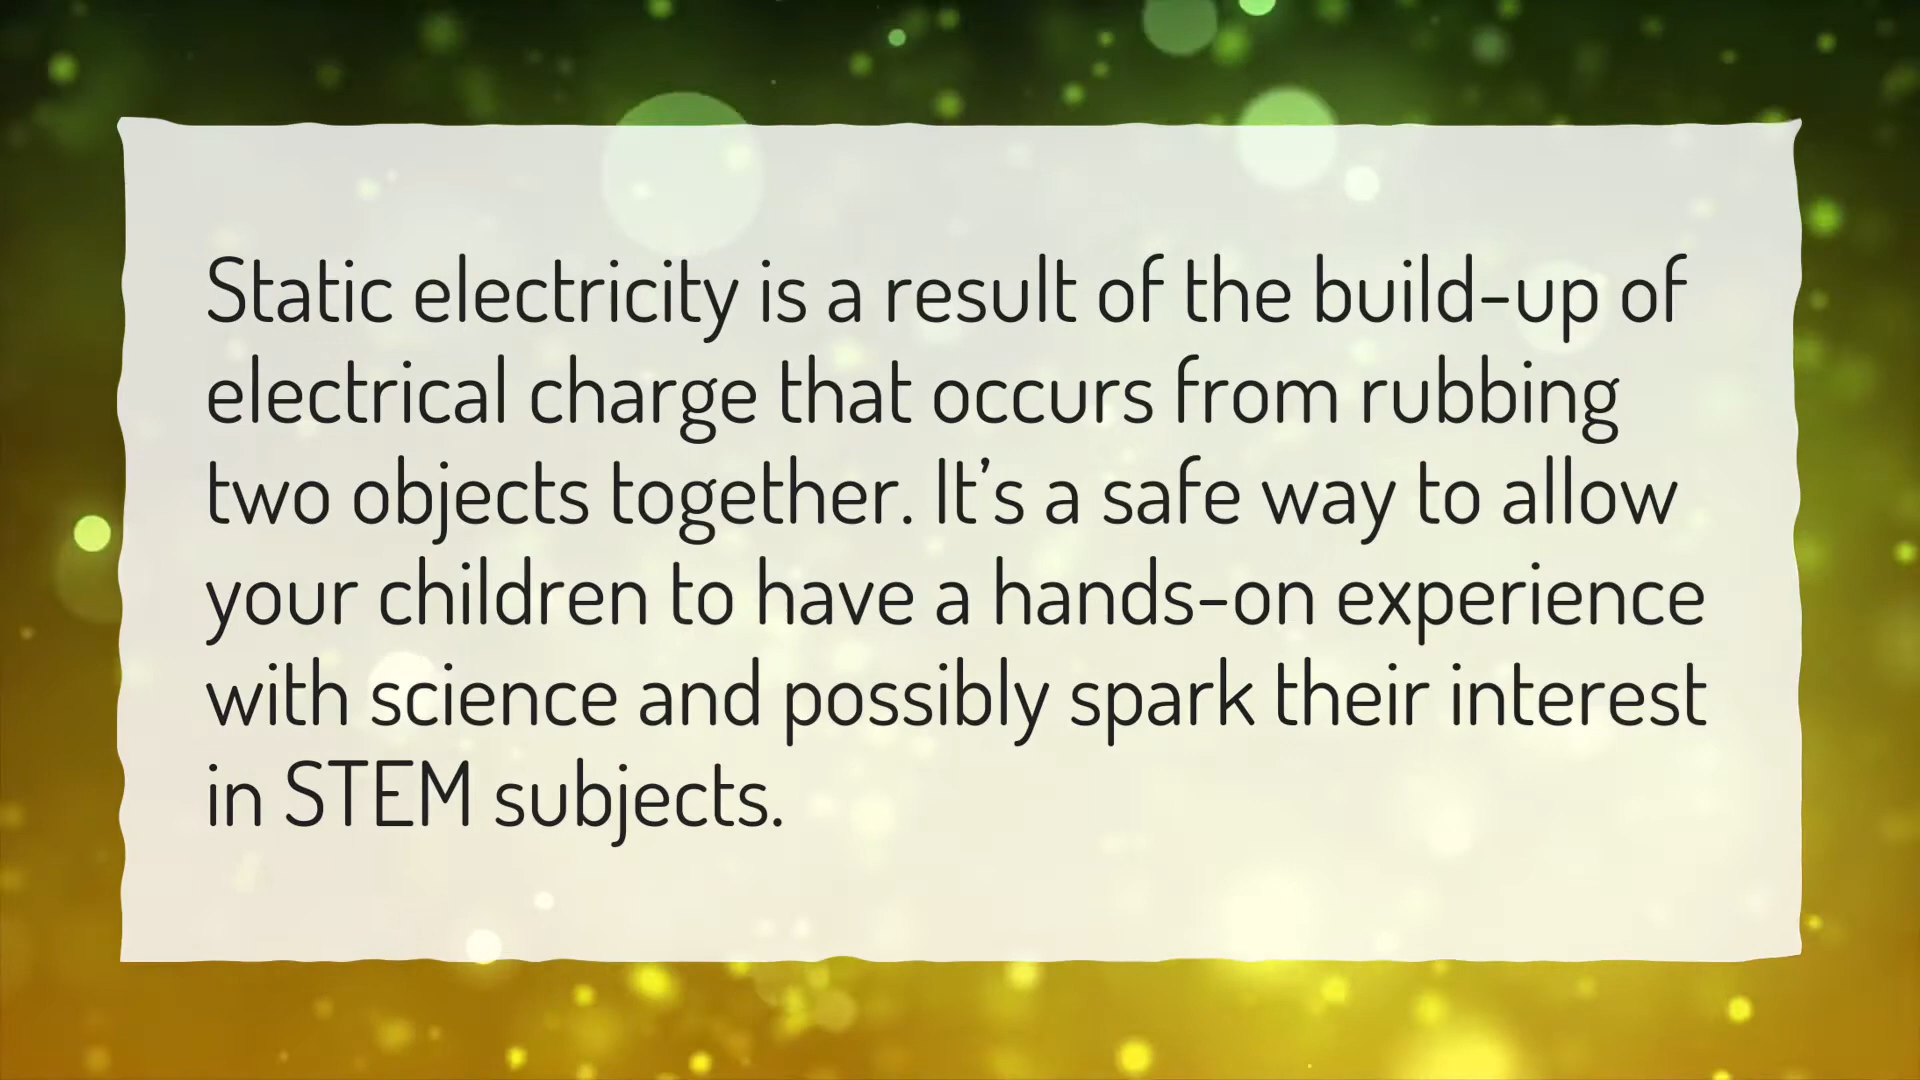 Static electricity is a result of the build-up of
electrical charge that occurs from rubbing
two objects together. It’s a safe way to allow
your children to have a hands-on experience
with science and possibly spark their interest
in STEM subjects.